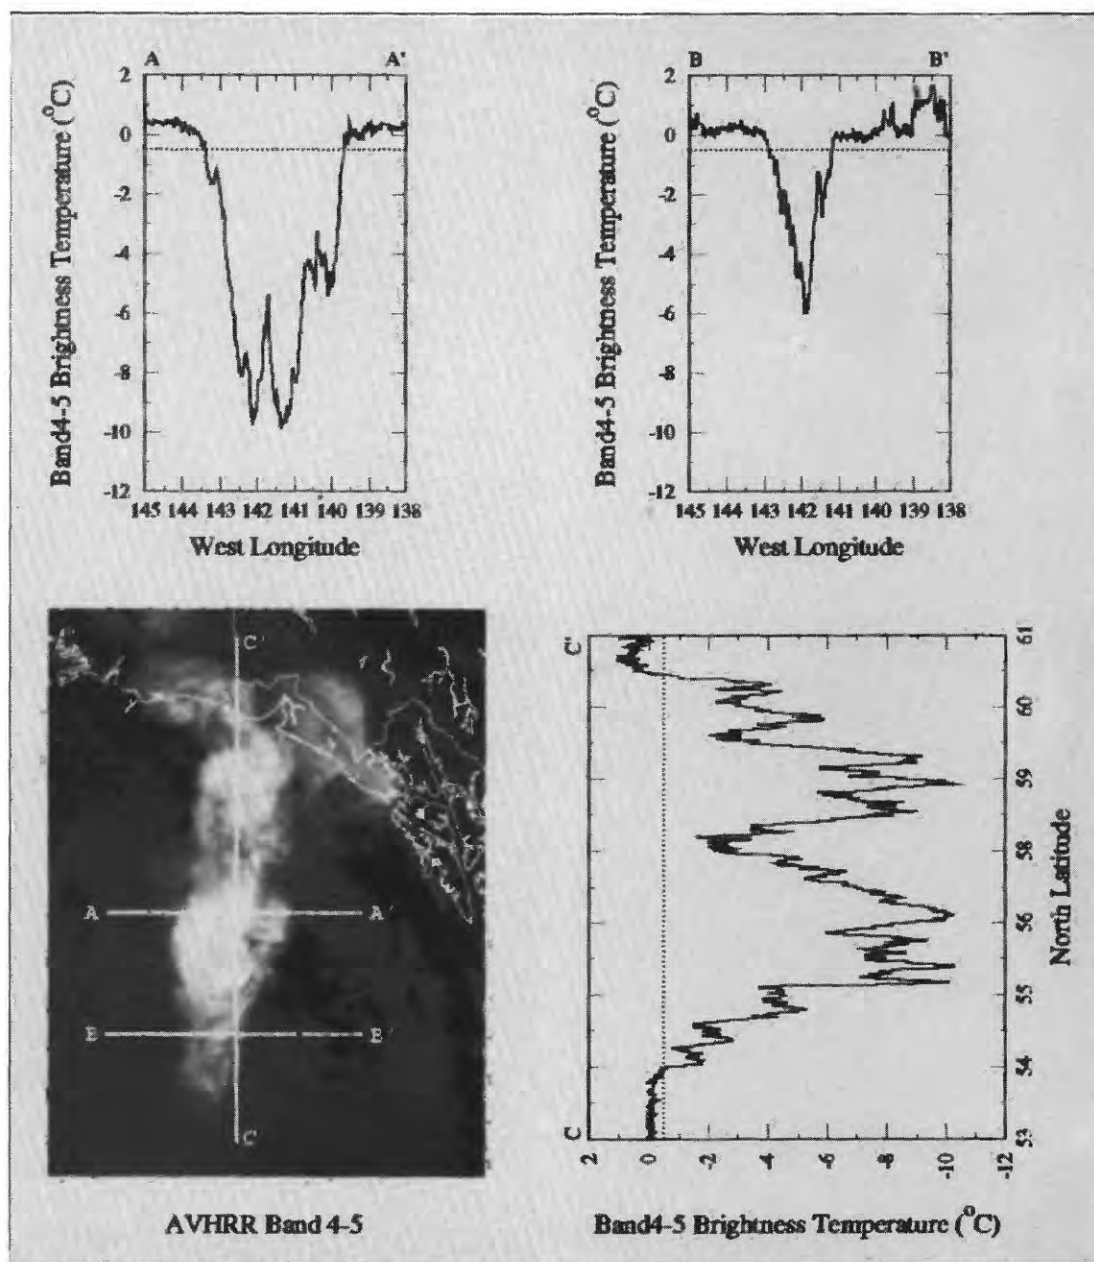 A A'
2
0
-2
-4
-6
-8
-10
-12
145 144 143 142 141 140 139 138
West Longitude
Band4-5 Brightness Temperature (°C)
B B'
2
0
-2
-4
-6
-8
-10
-12
145 144 143 142 141 140 139 138
West Longitude
Band4-5 Brightness Temperature (°C)
C'
A A'
B B'
C
AVHRR Band 4-5
C' 
C
61
60
59
58
57
56
55
54
53
North Latitude
2 0 -2 -4 -6 -8 -10 -12
Band4-5 Brightness Temperature (°C)